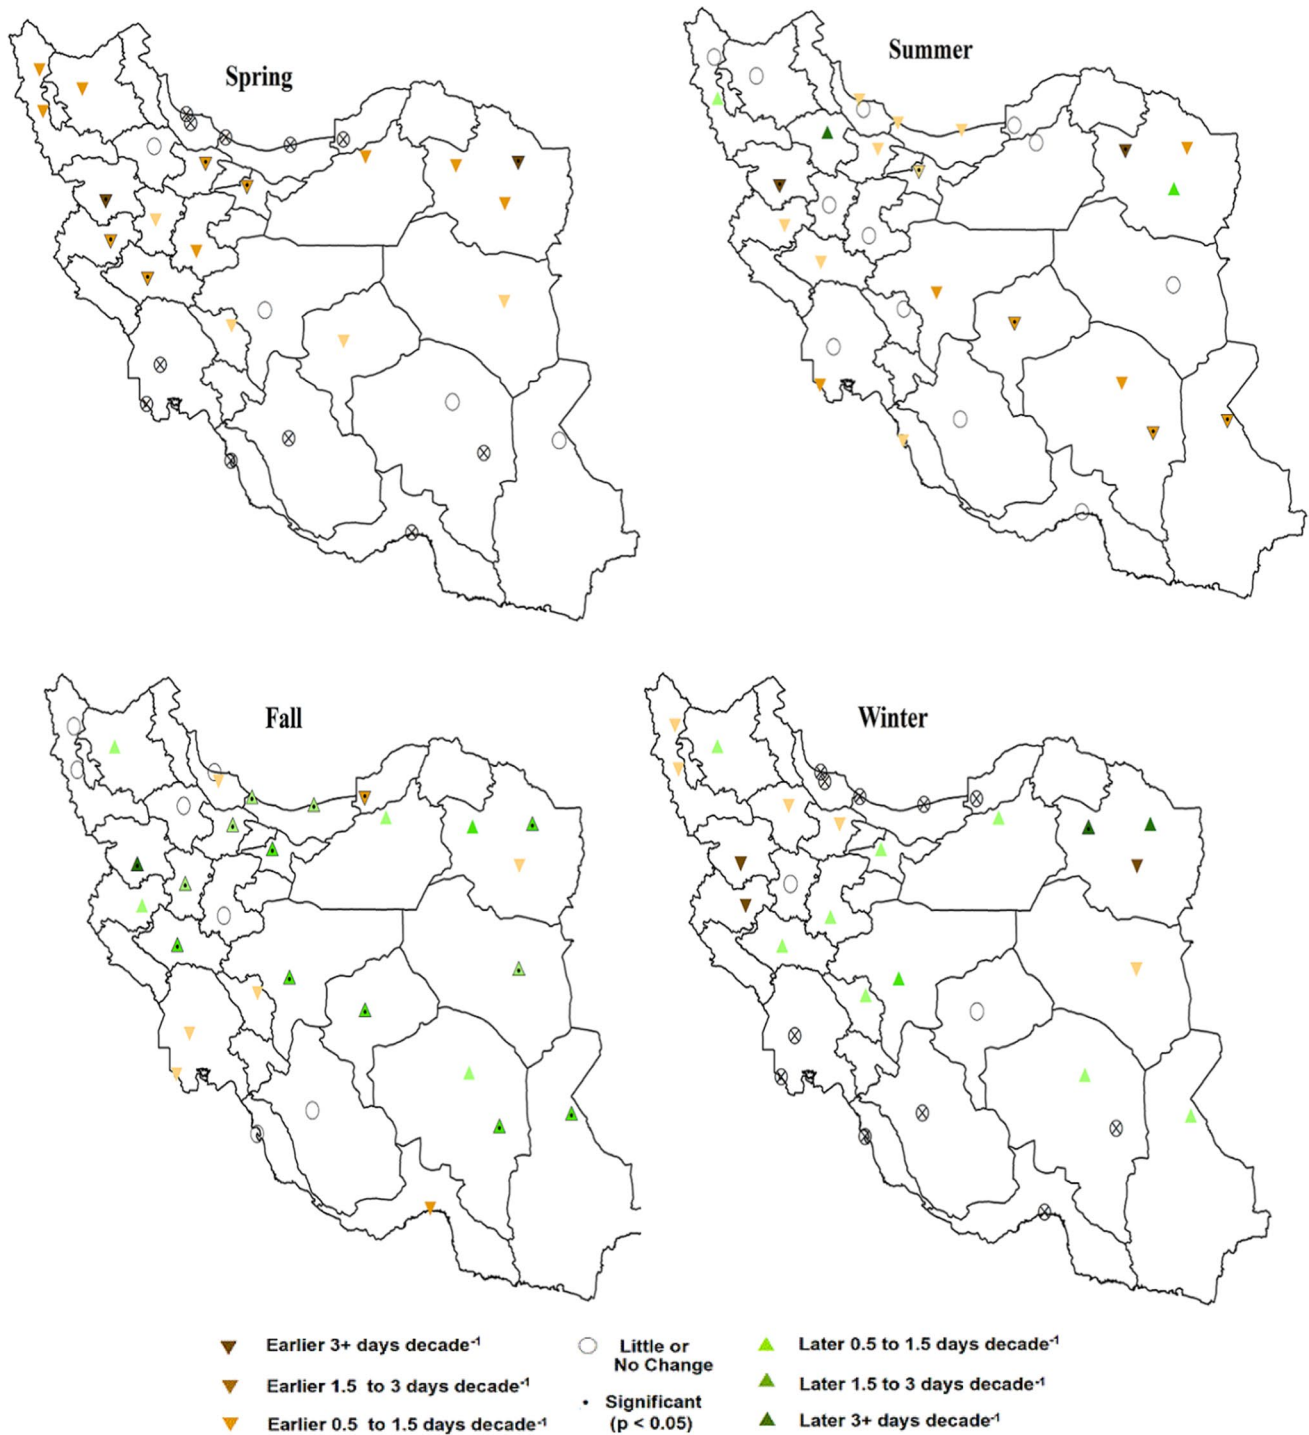 Spring
Summer
Fall
Winter
Earlier 3+ days decade⁻¹
Earlier 1.5 to 3 days decade⁻¹
Earlier 0.5 to 1.5 days decade⁻¹
Little or
No Change
Significant
(p < 0.05)
Later 0.5 to 1.5 days decade⁻¹
Later 1.5 to 3 days decade⁻¹
Later 3+ days decade⁻¹